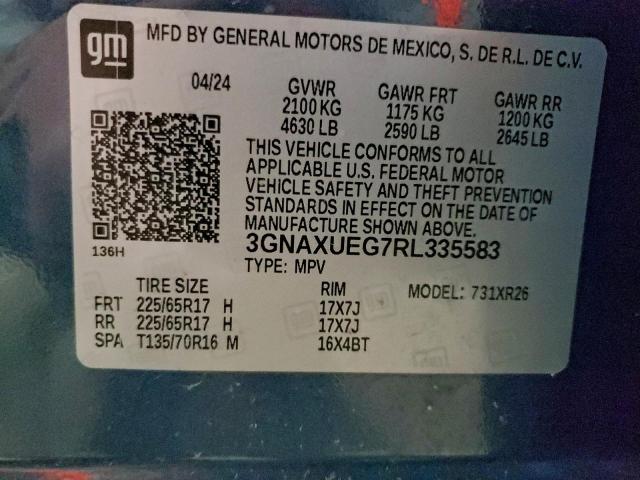 gm
MFD BY GENERAL MOTORS DE MEXICO, S. DE R.L. DE C.V.
04/24 GVWR GAWR FRT GAWR RR
2100 KG 1175 KG 1200 KG
4630 LB 2590 LB 2645 LB
THIS VEHICLE CONFORMS TO ALL
APPLICABLE U.S. FEDERAL MOTOR
VEHICLE SAFETY AND THEFT PREVENTION
STANDARDS IN EFFECT ON THE DATE OF
MANUFACTURE SHOWN ABOVE.
136H 3GNAXUEG7RL335583
TYPE: MPV
TIRE SIZE RIM MODEL: 731XR26
FRT 225/65R17 H 17X7J
RR 225/65R17 H 17X7J
SPA T135/70R16 M 16X4BT